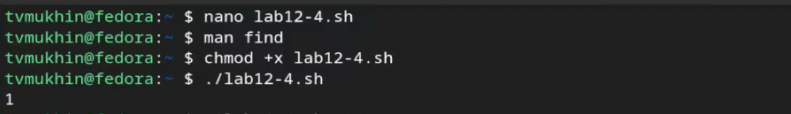 tvmukhin@fedora:~ $ nano lab12-4.sh
tvmukhin@fedora:~ $ man find
tvmukhin@fedora:~ $ chmod +x lab12-4.sh
tvmukhin@fedora:~ $ ./lab12-4.sh
1